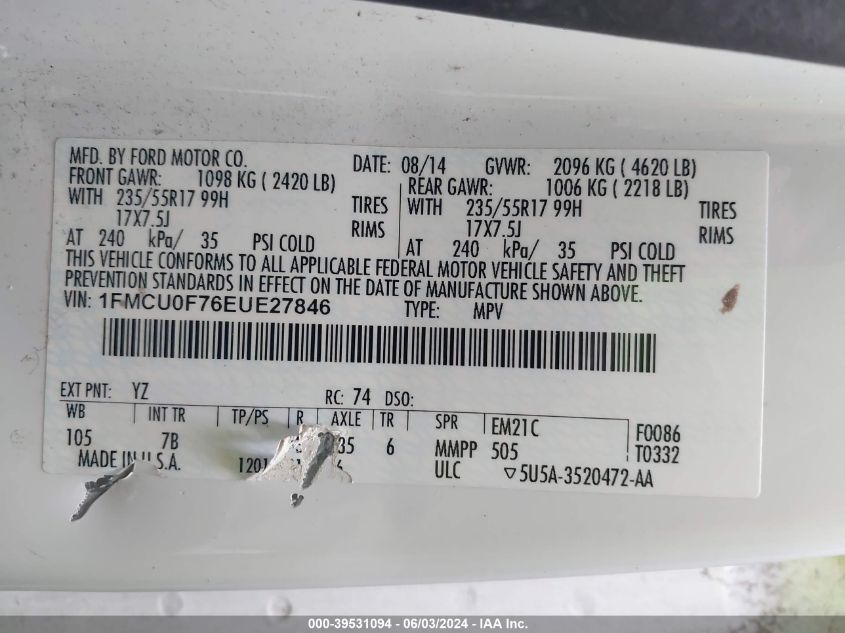 MFD. BY FORD MOTOR CO. DATE: 08/14 GVWR: 2096 KG ( 4620 LB)
FRONT GAWR: 1098 KG ( 2420 LB) REAR GAWR: 1006 KG ( 2218 LB)
WITH 235/55R17 99H TIRES WITH 235/55R17 99H TIRES
17X7.5J RIMS 17X7.5J RIMS
AT 240 kPa/ 35 PSI COLD AT 240 kPa/ 35 PSI COLD
THIS VEHICLE CONFORMS TO ALL APPLICABLE FEDERAL MOTOR VEHICLE SAFETY AND THEFT
PREVENTION STANDARDS IN EFFECT ON THE DATE OF MANUFACTURE SHOWN ABOVE.
VIN: 1FMCU0F76EUE27846 TYPE: MPV
EXT PNT: YZ RC: 74 DSO:
WB INT TR TP/PS R AXLE TR SPR EM21C F0086
105 7B 35 6 MMPP 505 T0332
MADE IN U.S.A. 1201 ULC ▽5U5A-3520472-AA
000-39531094 - 06/03/2024 - IAA Inc.